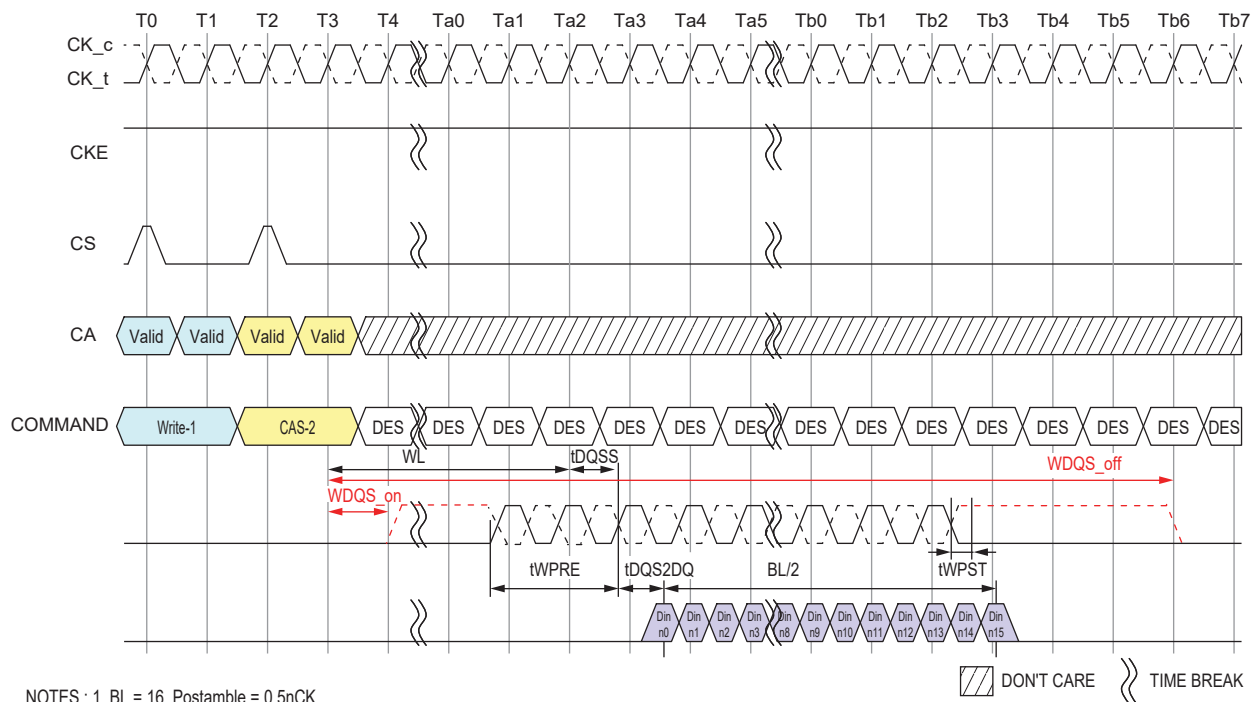 T0 T1 T2 T3 T4 Ta0 Ta1 Ta2 Ta3 Ta4 Ta5 Tb0 Tb1 Tb2 Tb3 Tb4 Tb5 Tb6 Tb7
CK_c
CK_t
CKE
CS
CA Valid Valid Valid Valid
COMMAND Write-1 CAS-2 DES DES DES DES DES DES DES DES DES DES DES DES DES DES DES
WL tDQSS WDQS_off
WDQS_on
tWPRE tDQS2DQ BL/2 tWPST
Din n0 Din n1 Din n2 Din n3 Din n8 Din n9 Din n10 Din n11 Din n12 Din n13 Din n14 Din n15
DON'T CARE TIME BREAK
NOTES : 1. BL = 16, Postamble = 0.5nCK